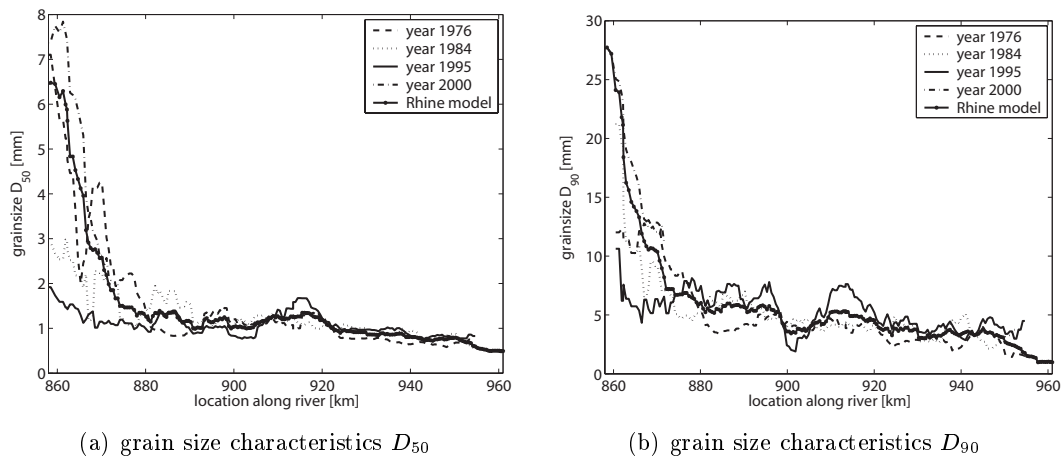 8
7
6
5
4
3
2
1
0
grainsize D50 [mm]
860 880 900 920 940 960
location along river [km]
year 1976
year 1984
year 1995
year 2000
Rhine model
(a) grain size characteristics D50
30
25
20
15
10
5
0
grainsize D90 [mm]
860 880 900 920 940 960
location along river [km]
year 1976
year 1984
year 1995
year 2000
Rhine model
(b) grain size characteristics D90